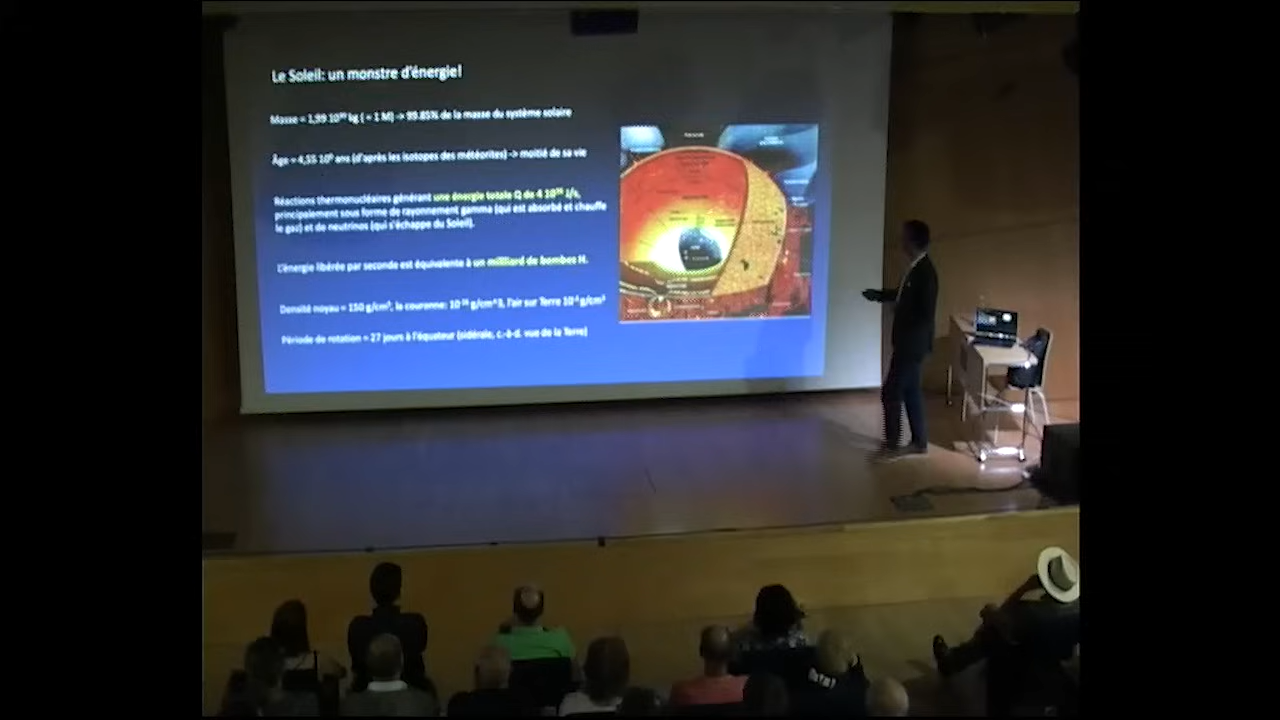 Le Soleil: un monstre d'énergie!
Masse = 1,99 10³⁰ kg ( = 1 M) -> 99.85% de la masse du système solaire
Âge = 4,55 10⁹ ans (d'après les isotopes des météorites) -> moitié de sa vie
Réactions thermonucléaires générant une énergie totale Q de 4 10²⁶ J/s,
principalement sous forme de rayonnement gamma (qui est absorbé et chauffe
le gaz) et de neutrinos (qui s'échappe du Soleil).
L'énergie libérée par seconde est équivalente à un milliard de bombes H.
Densité noyau = 150 g/cm³, la couronne: g/cm^3, l'air sur Terre g/cm³
Période de rotation = 27 jours à l'équateur (sidérale, c.-à-d. vue de la Terre)